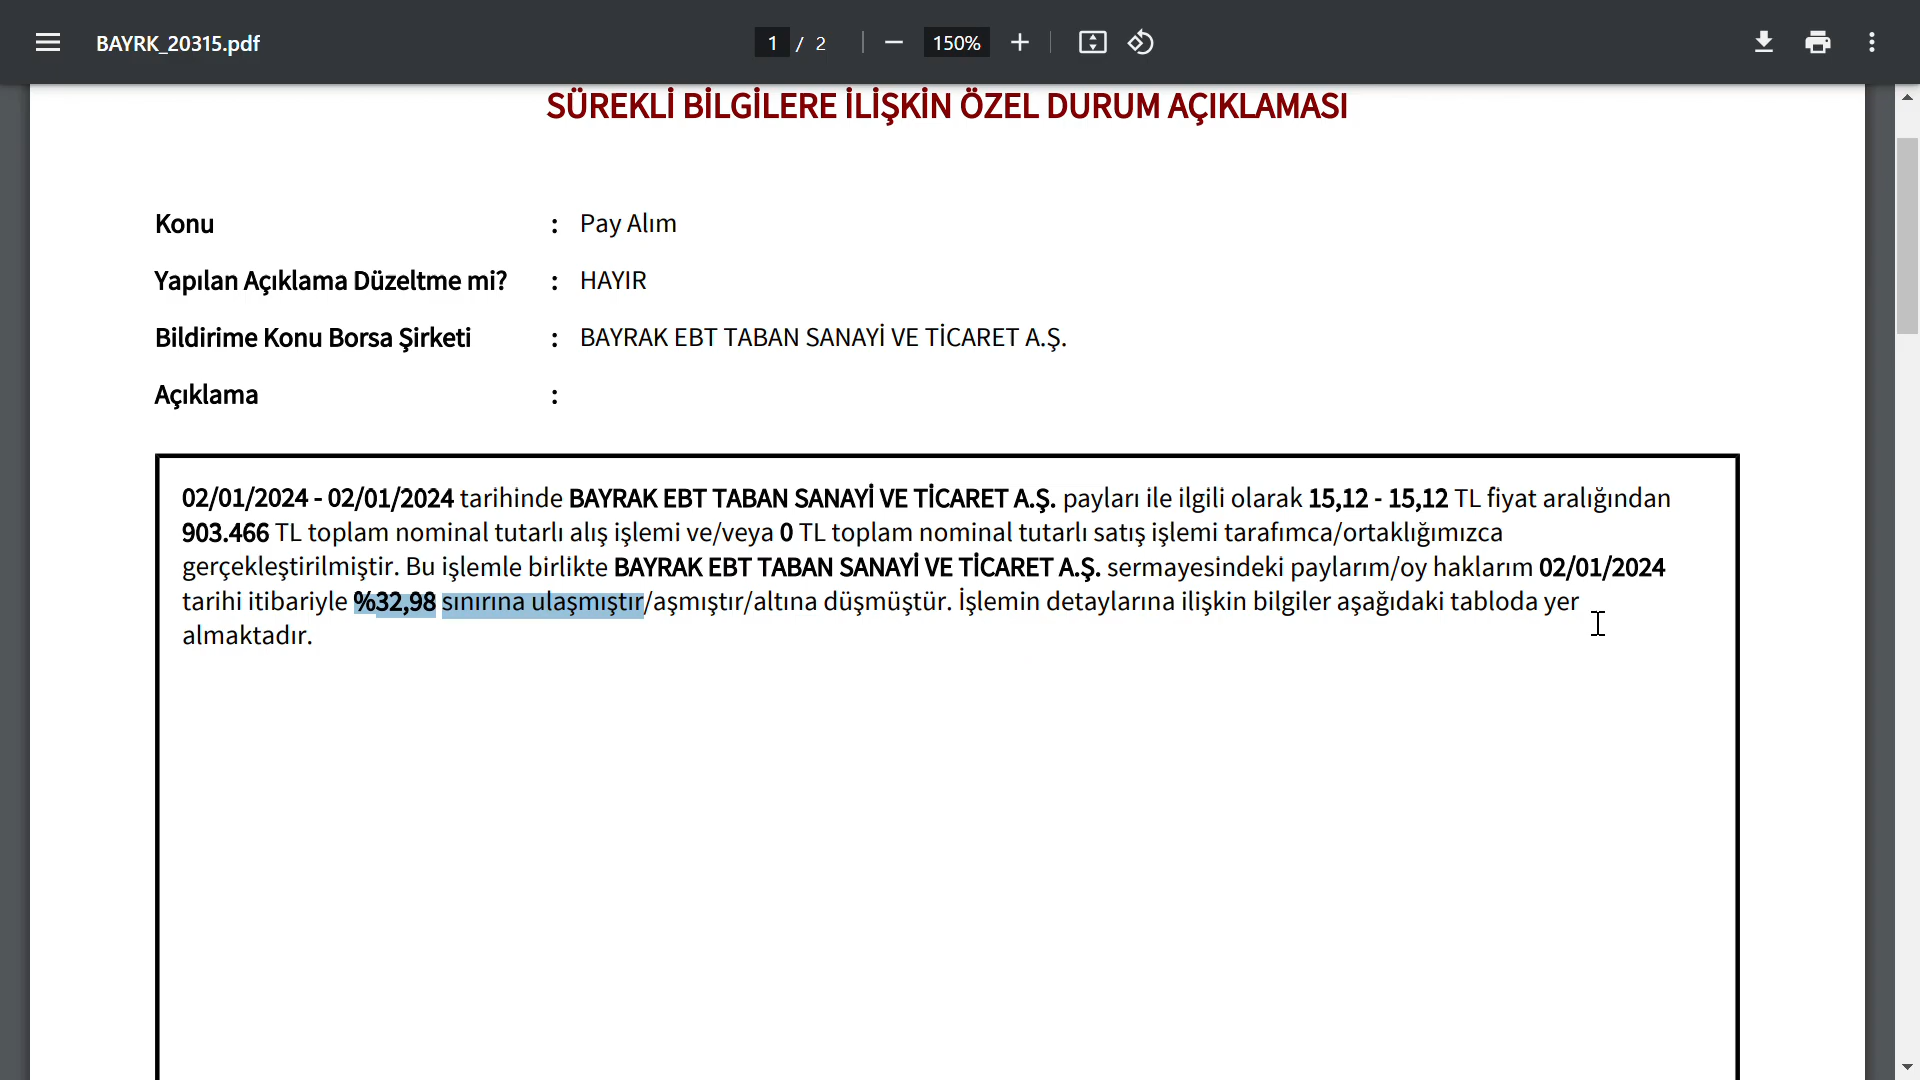 BAYRK_20315.pdf
1 / 2
150%
SÜREKLİ BİLGİLERE İLİŞKİN ÖZEL DURUM AÇIKLAMASI
Konu : Pay Alım
Yapılan Açıklama Düzeltme mi? : HAYIR
Bildirime Konu Borsa Şirketi : BAYRAK EBT TABAN SANAYİ VE TİCARET A.Ş.
Açıklama :
02/01/2024 - 02/01/2024 tarihinde BAYRAK EBT TABAN SANAYİ VE TİCARET A.Ş. payları ile ilgili olarak 15,12 - 15,12 TL fiyat aralığından
903.466 TL toplam nominal tutarlı alış işlemi ve/veya 0 TL toplam nominal tutarlı satış işlemi tarafımca/ortaklığımızca
gerçekleştirilmiştir. Bu işlemle birlikte BAYRAK EBT TABAN SANAYİ VE TİCARET A.Ş. sermayesindeki paylarım/oy haklarım 02/01/2024
tarihi itibariyle %32,98 sınırına ulaşmıştır/aşmıştır/altına düşmüştür. İşlemin detaylarına ilişkin bilgiler aşağıdaki tabloda yer
almaktadır.